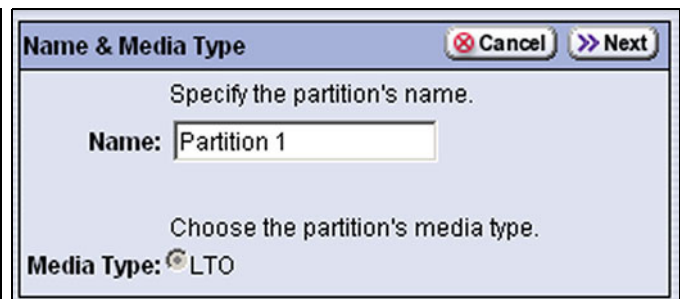 Name & Media Type Cancel Next
Specify the partition's name.
Name: Partition 1
Choose the partition's media type.
Media Type: LTO